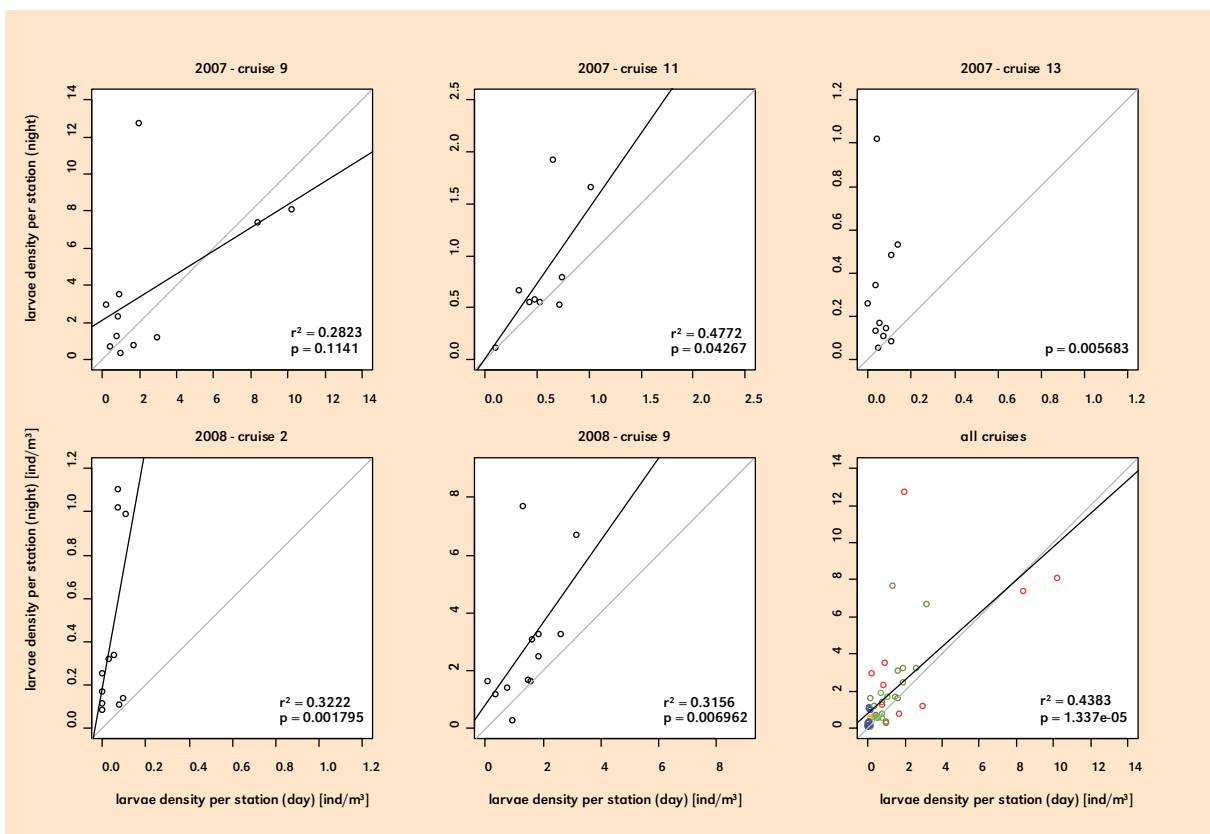 2007 - cruise 9
larvae density per station (night)
14
12
10
8
6
4
2
0
r² = 0.2823
p = 0.1141
0 2 4 6 8 10 12 14
2007 - cruise 11
2.5
2.0
1.5
1.0
0.5
0.0
r² = 0.4772
p = 0.04267
0.0 0.5 1.0 1.5 2.0 2.5
2007 - cruise 13
1.2
1.0
0.8
0.6
0.4
0.2
0.0
p = 0.005683
0.0 0.2 0.4 0.6 0.8 1.0 1.2
2008 - cruise 2
larvae density per station (night) [ind/m³]
1.2
1.0
0.8
0.6
0.4
0.2
0.0
r² = 0.3222
p = 0.001795
0.0 0.2 0.4 0.6 0.8 1.0 1.2
larvae density per station (day) [ind/m³]
2008 - cruise 9
8
6
4
2
0
r² = 0.3156
p = 0.006962
0 2 4 6 8
larvae density per station (day) [ind/m³]
all cruises
14
12
10
8
6
4
2
0
r² = 0.4383
p = 1.337e-05
0 2 4 6 8 10 12 14
larvae density per station (day) [ind/m³]